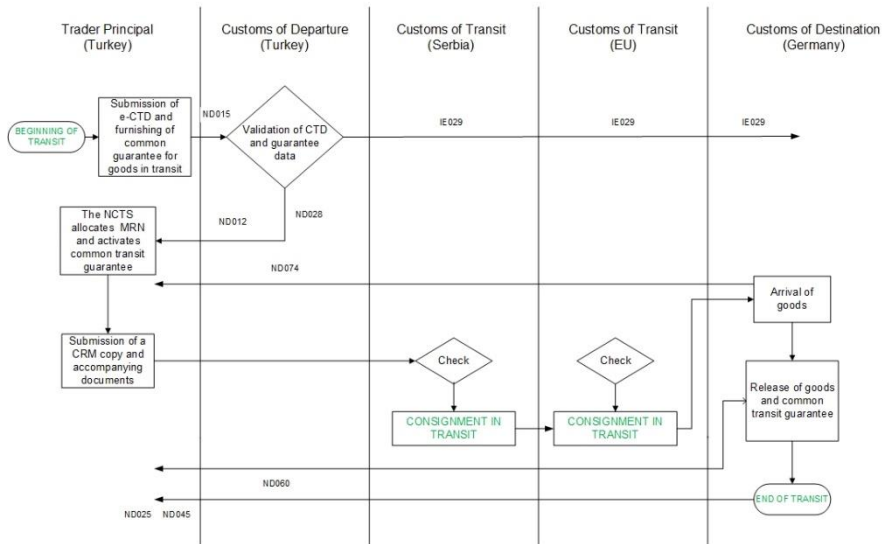 Trader Principal
(Turkey)
Customs of Departure
(Turkey)
Customs of Transit
(Serbia)
Customs of Transit
(EU)
Customs of Destination
(Germany)
BEGINNING OF
TRANSIT
Submission of
e-CTD and
furnishing of
common
guarantee for
goods in transit
ND015
Validation of CTD
and guarantee
data
IE029
IE029
IE029
The NCTS
allocates MRN
and activates
common transit
guarantee
ND012
ND028
ND074
Arrival of
goods
Submission of a
CRM copy and
accompanying
documents
Check
Check
Release of goods
and common
transit guarantee
CONSIGNMENT IN
TRANSIT
CONSIGNMENT IN
TRANSIT
ND060
END OF TRANSIT
ND025 ND045